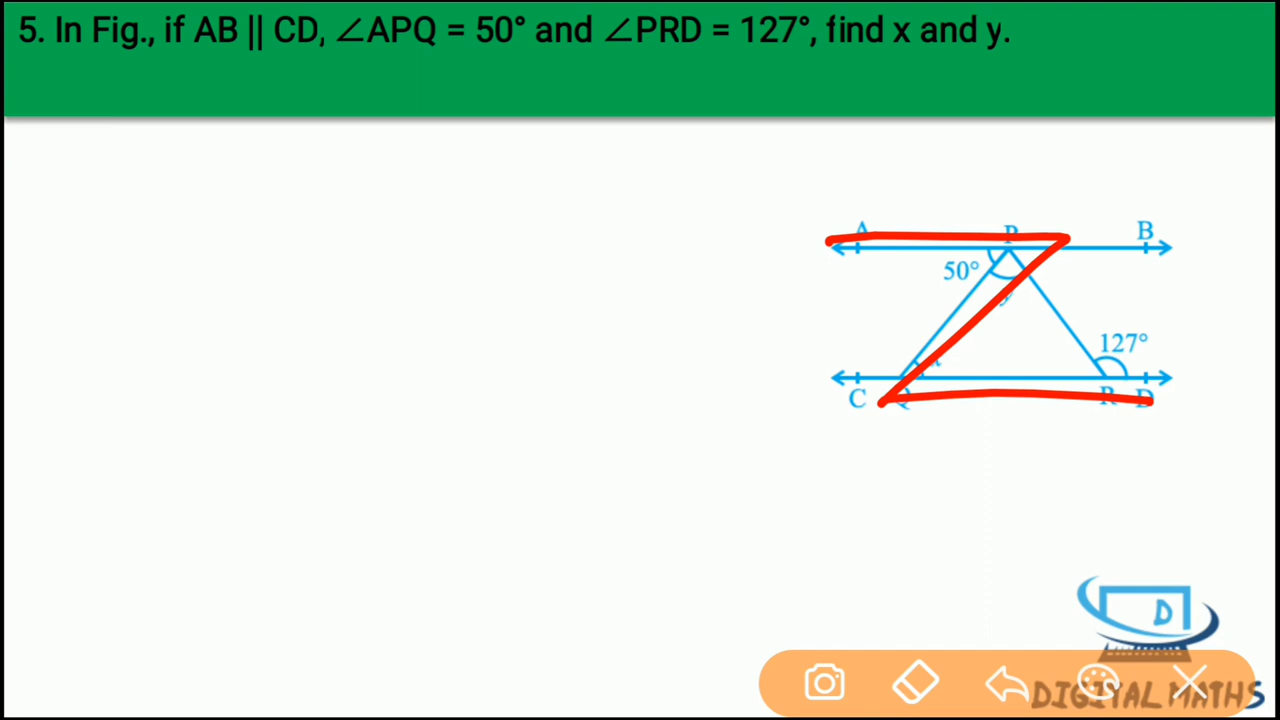 5. In Fig., if AB || CD, ∠APQ = 50° and ∠PRD = 127°, find x and y.
A P B
50°
y
127°
x
C Q R D
D
DIGITAL MATHS